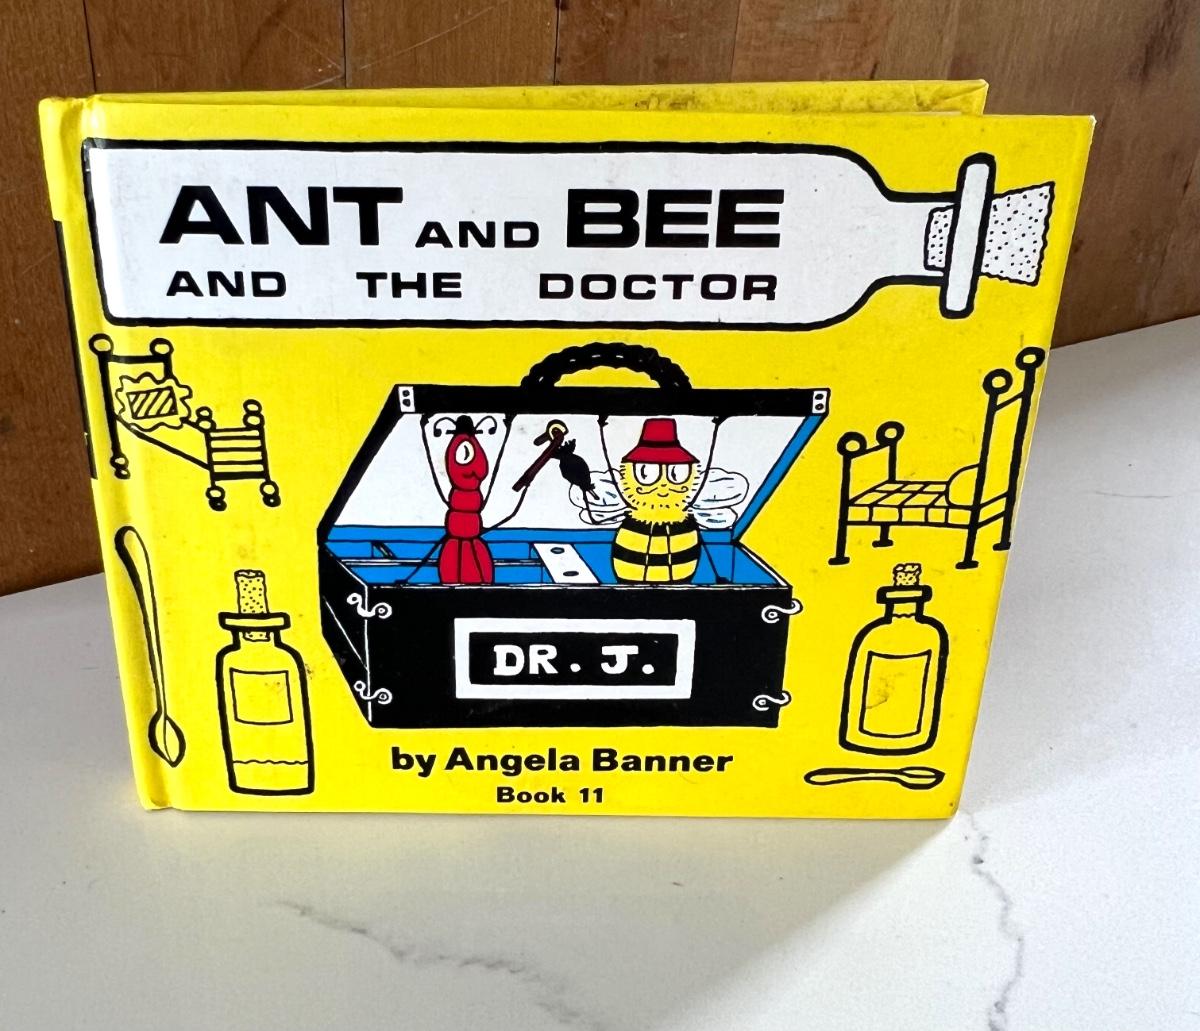 ANT AND BEE
AND THE DOCTOR
DR. J.
by Angela Banner
Book 11